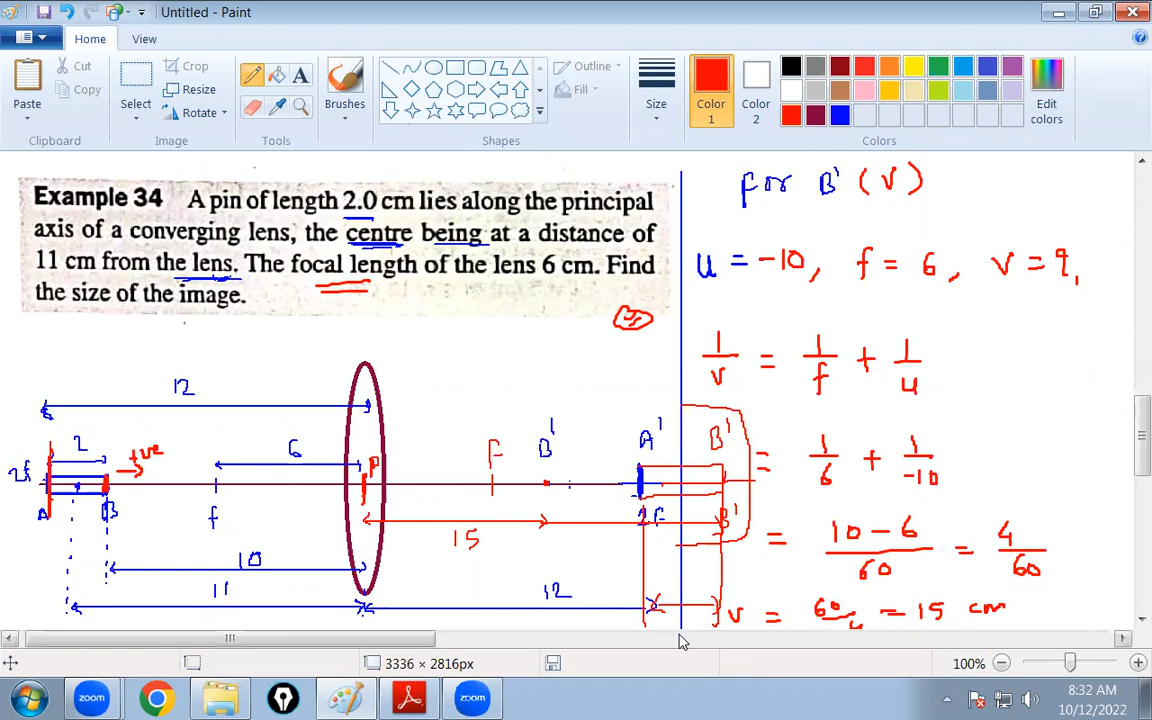 Untitled - Paint
Home View
Paste
Cut
Copy
Select
Crop
Resize
Rotate
Brushes
Outline
Fill
Size
Color 1
Color 2
Edit colors
Clipboard Image Tools Shapes Colors
Example 34 A pin of length 2.0 cm lies along the principal
axis of a converging lens, the centre being at a distance of
11 cm from the lens. The focal length of the lens 6 cm. Find
the size of the image.
12
2
+ve
6
2f
A
B
f
P
F
B'
A'
B'
2F
B'
15
10
11
12
for B' (v)
u = -10, f = 6, v = ?,
1/v = 1/f + 1/u
= 1/6 + 1/-10
= 10 - 6/60 = 4/60
v = 60/4 = 15 cm
3336 × 2816px
100%
zoom
zoom
8:32 AM
10/12/2022